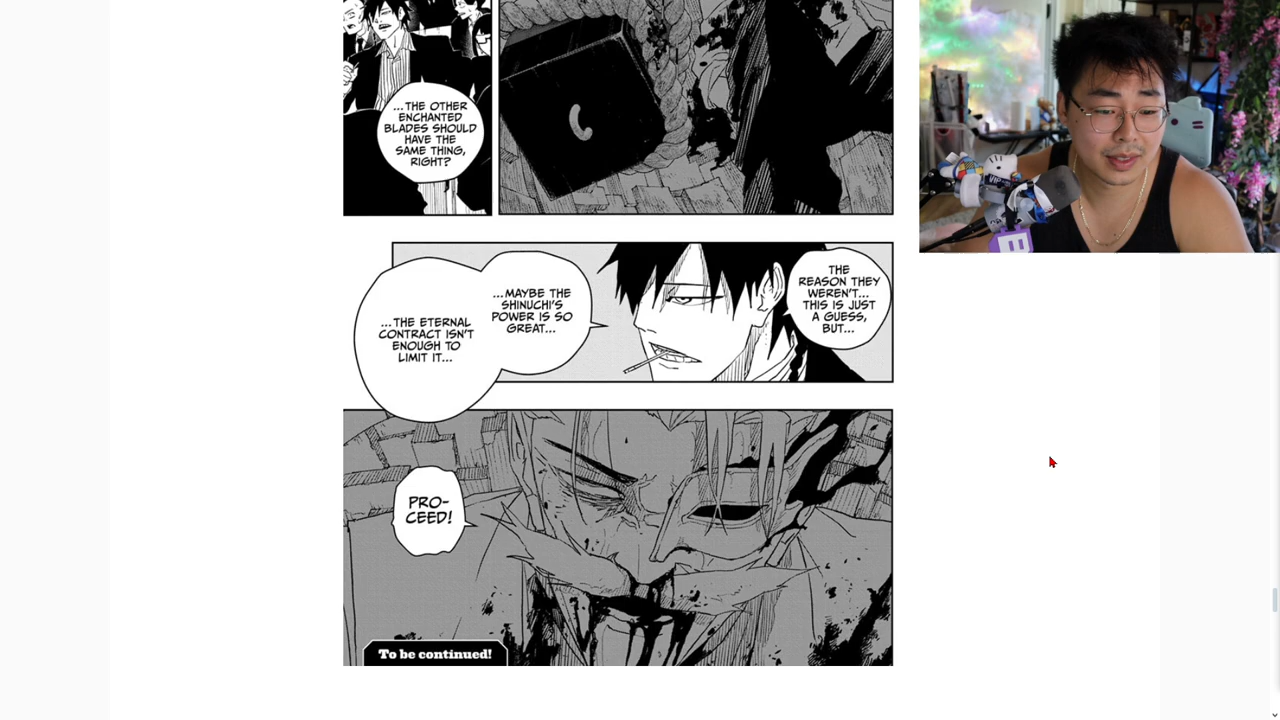 ...THE OTHER
ENCHANTED
BLADES SHOULD
HAVE THE
SAME THING,
RIGHT?
THE
REASON THEY
WEREN'T...
THIS IS JUST
A GUESS,
BUT...
...MAYBE THE
SHINUCHI'S
POWER IS SO
GREAT...
...THE ETERNAL
CONTRACT ISN'T
ENOUGH TO
LIMIT IT...
PRO-
CEED!
To be continued!
VIP